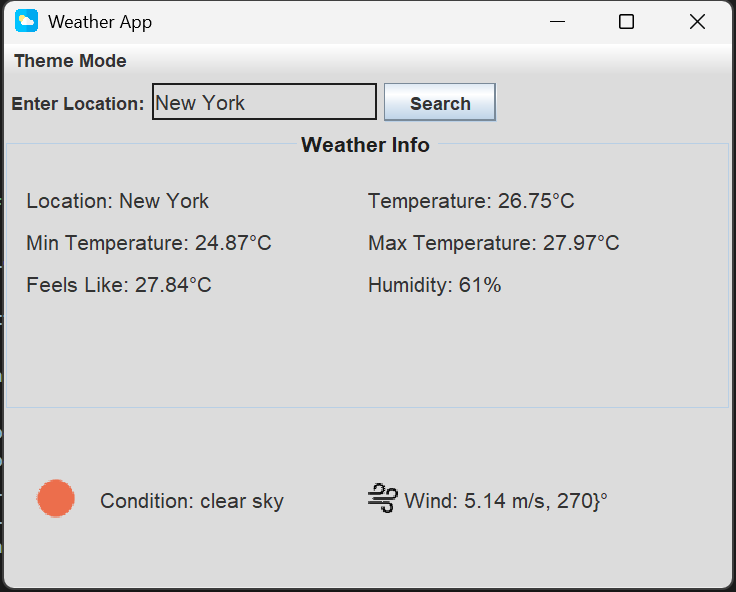 Weather App
Theme Mode
Enter Location: New York Search
Weather Info
Location: New York Temperature: 26.75°C
Min Temperature: 24.87°C Max Temperature: 27.97°C
Feels Like: 27.84°C Humidity: 61%
Condition: clear sky Wind: 5.14 m/s, 270}°